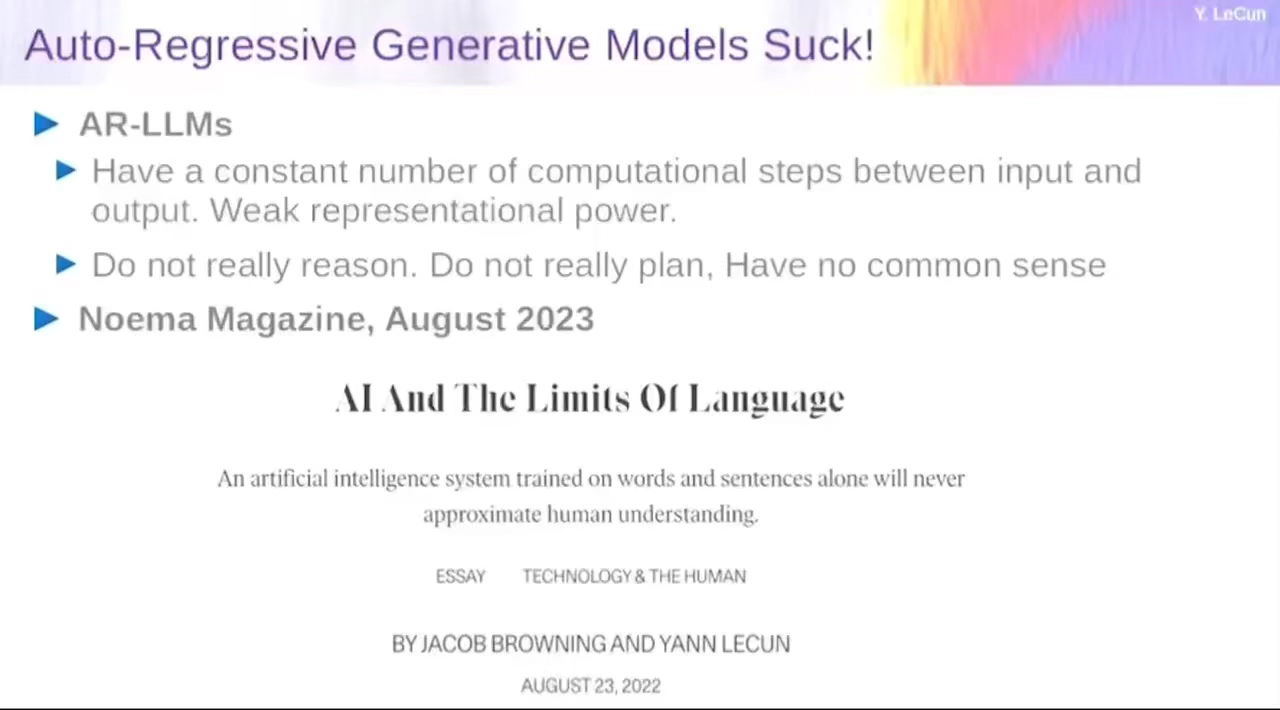 Y. LeCun
Auto-Regressive Generative Models Suck!
AR-LLMs
Have a constant number of computational steps between input and
output. Weak representational power.
Do not really reason. Do not really plan, Have no common sense
Noema Magazine, August 2023
AI And The Limits Of Language
An artificial intelligence system trained on words and sentences alone will never
approximate human understanding.
ESSAY TECHNOLOGY & THE HUMAN
BY JACOB BROWNING AND YANN LECUN
AUGUST 23, 2022